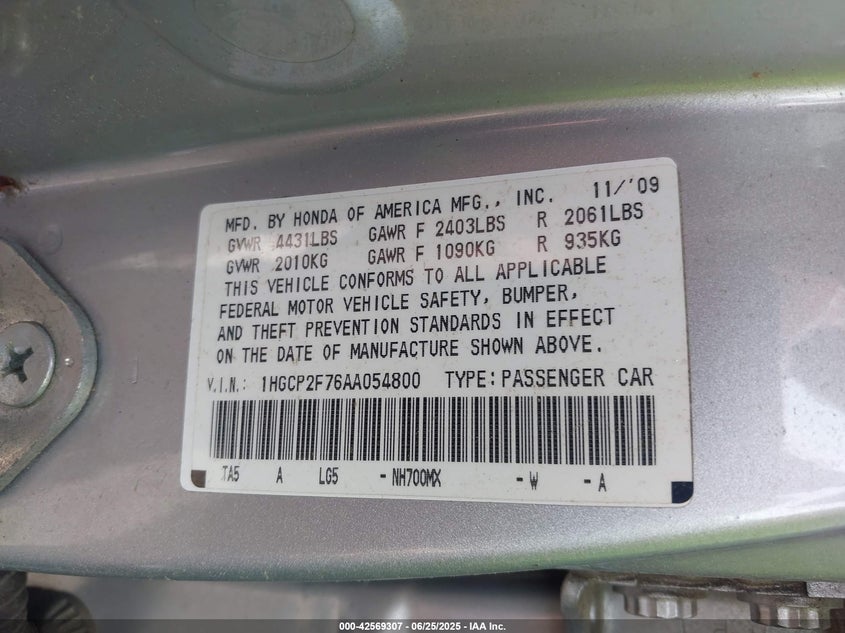 MFD. BY HONDA OF AMERICA MFG., INC. 11/'09
GVWR 4431LBS GAWR F 2403LBS R 2061LBS
GVWR 2010KG GAWR F 1090KG R 935KG
THIS VEHICLE CONFORMS TO ALL APPLICABLE
FEDERAL MOTOR VEHICLE SAFETY, BUMPER,
AND THEFT PREVENTION STANDARDS IN EFFECT
ON THE DATE OF MANUFACTURE SHOWN ABOVE.
V.I.N.: 1HGCP2F76AA054800 TYPE: PASSENGER CAR
TA5 A LG5 - NH700MX - W - A
000-42569307 - 06/25/2025 - IAA Inc.